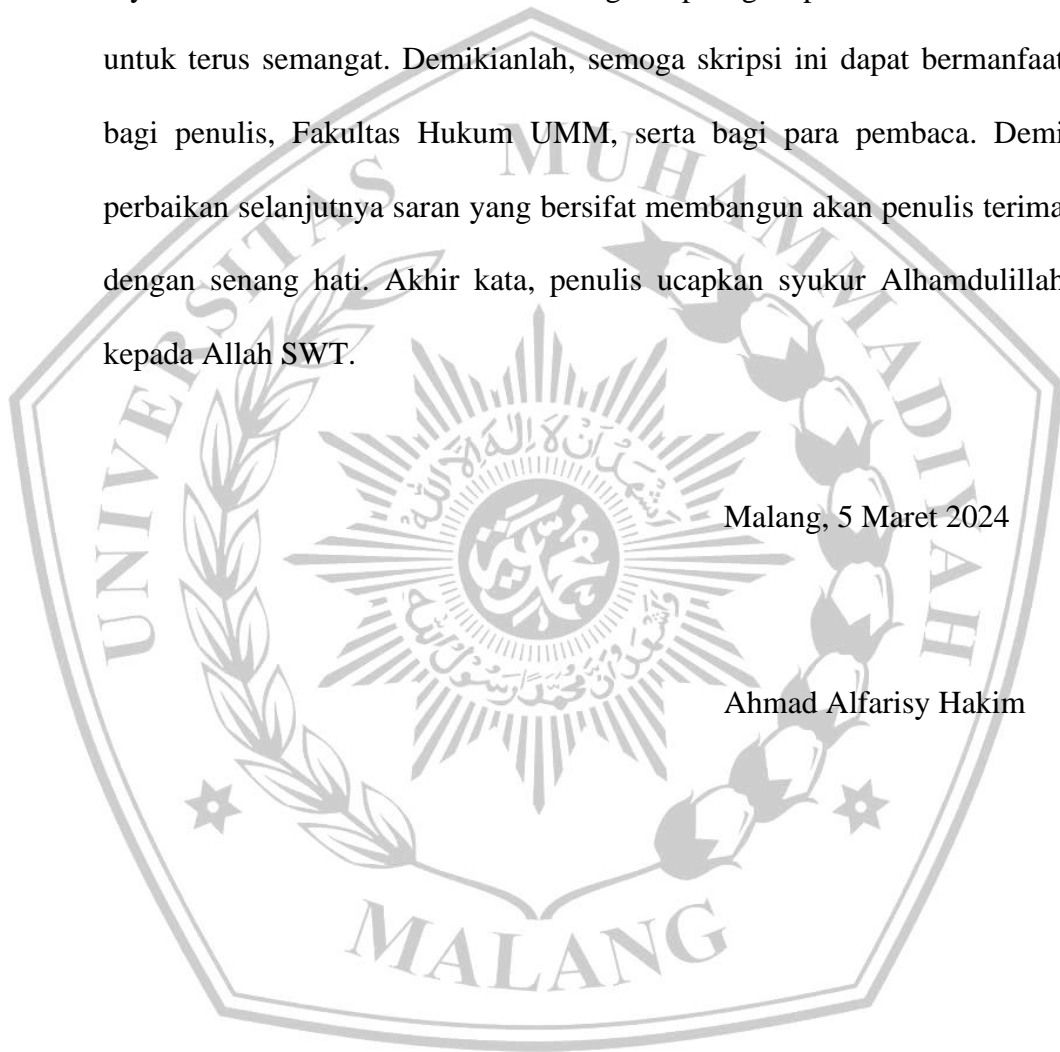 untuk terus semangat. Demikianlah, semoga skripsi ini dapat bermanfaat
bagi penulis, Fakultas Hukum UMM, serta bagi para pembaca. Demi
perbaikan selanjutnya saran yang bersifat membangun akan penulis terima
dengan senang hati. Akhir kata, penulis ucapkan syukur Alhamdulillah
kepada Allah SWT.
Malang, 5 Maret 2024
Ahmad Alfarisy Hakim
UNIVERSITAS MUHAMMADIYAH
MALANG